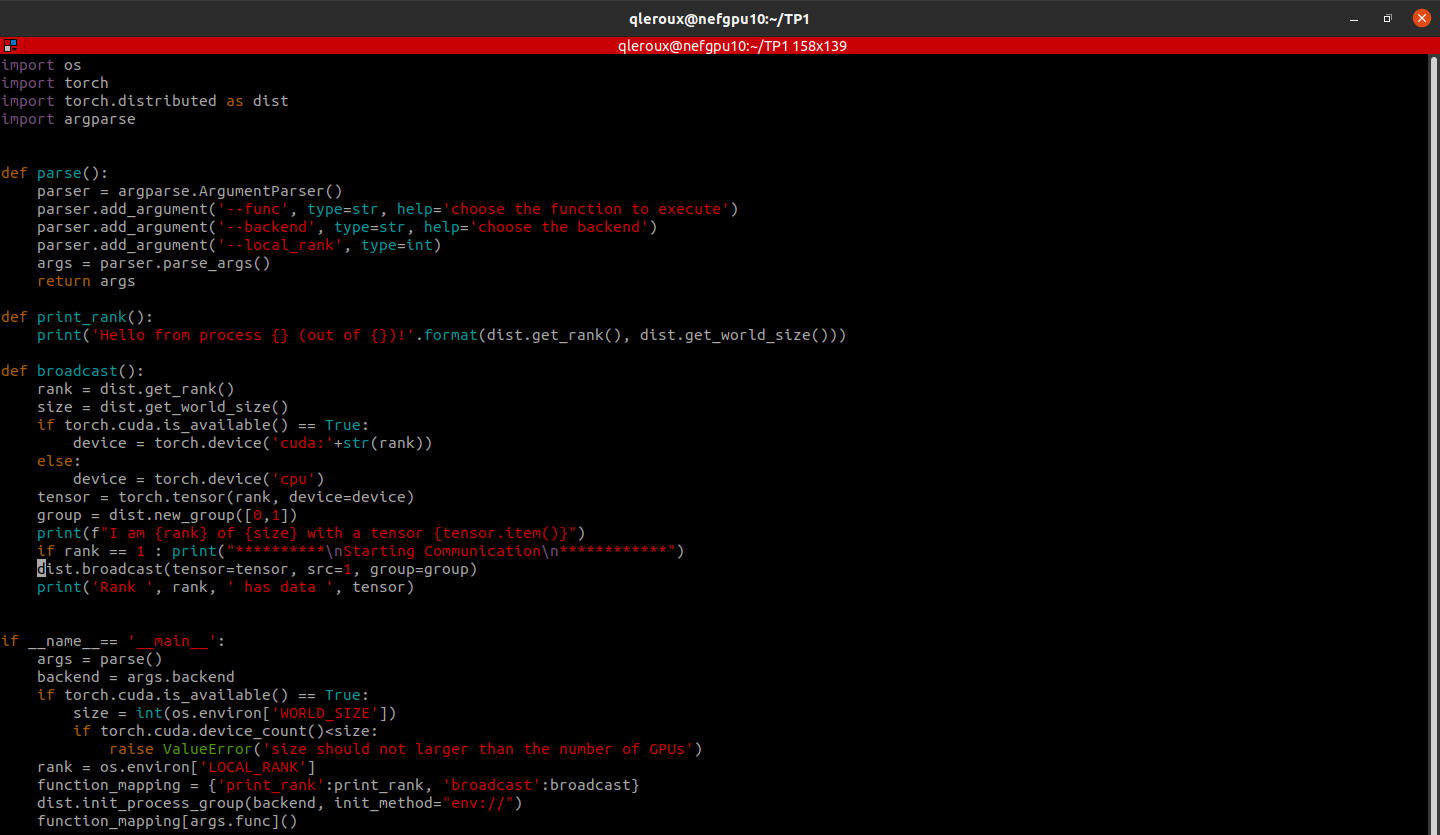 qleroux@nefgpu10:~/TP1
qleroux@nefgpu10:~/TP1 158x139
import os
import torch
import torch.distributed as dist
import argparse
def parse():
    parser = argparse.ArgumentParser()
    parser.add_argument('--func', type=str, help='choose the function to execute')
    parser.add_argument('--backend', type=str, help='choose the backend')
    parser.add_argument('--local_rank', type=int)
    args = parser.parse_args()
    return args
def print_rank():
    print('Hello from process {} (out of {})!'.format(dist.get_rank(), dist.get_world_size()))
def broadcast():
    rank = dist.get_rank()
    size = dist.get_world_size()
    if torch.cuda.is_available() == True:
        device = torch.device('cuda:'+str(rank))
    else:
        device = torch.device('cpu')
    tensor = torch.tensor(rank, device=device)
    group = dist.new_group([0,1])
    print(f"I am {rank} of {size} with a tensor {tensor.item()}")
    if rank == 1 : print("**********\nStarting Communication\n************")
    dist.broadcast(tensor=tensor, src=1, group=group)
    print('Rank ', rank, ' has data ', tensor)
if __name__== '__main__':
    args = parse()
    backend = args.backend
    if torch.cuda.is_available() == True:
        size = int(os.environ['WORLD_SIZE'])
        if torch.cuda.device_count()<size:
            raise ValueError('size should not larger than the number of GPUs')
    rank = os.environ['LOCAL_RANK']
    function_mapping = {'print_rank':print_rank, 'broadcast':broadcast}
    dist.init_process_group(backend, init_method="env://")
    function_mapping[args.func]()